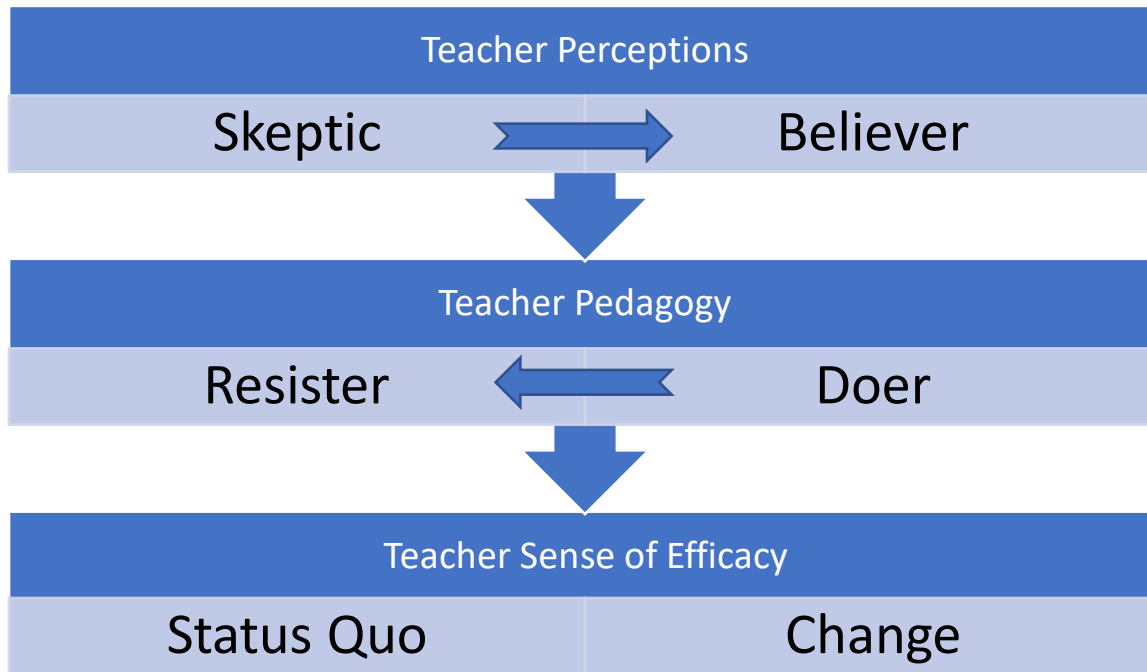 Teacher Perceptions
Skeptic Believer
Teacher Pedagogy
Resister Doer
Teacher Sense of Efficacy
Status Quo Change